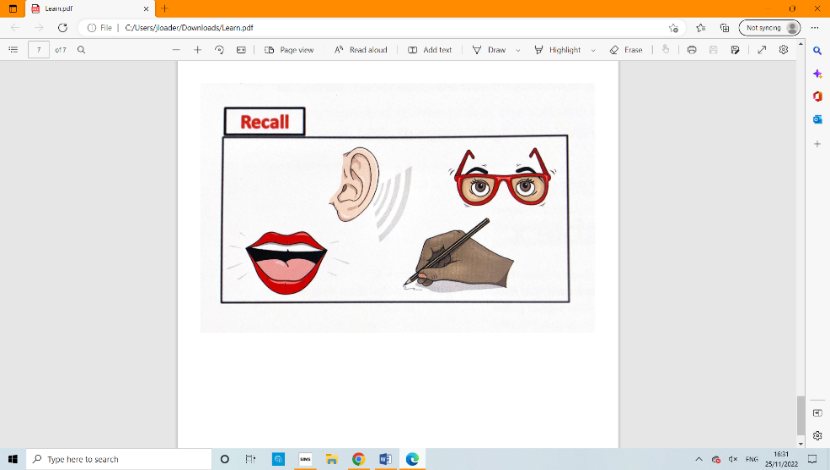 Learn.pdf
File | C:/Users/jloader/Downloads/Learn.pdf
Not syncing
7 of 7
Page view
Read aloud
Add text
Draw
Highlight
Erase
Recall
Type here to search
SIMS
ENG
16:31
25/11/2022